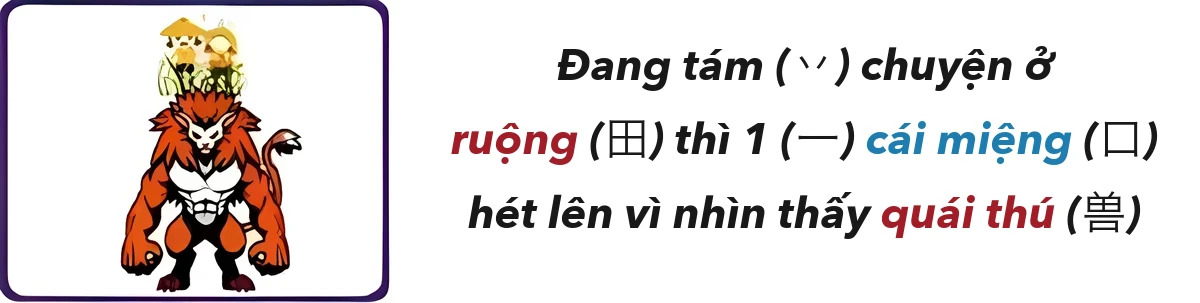 Đang tám (丷) chuyện ở
ruộng (田) thì 1 (一) cái miệng (口)
hét lên vì nhìn thấy quái thú (兽)